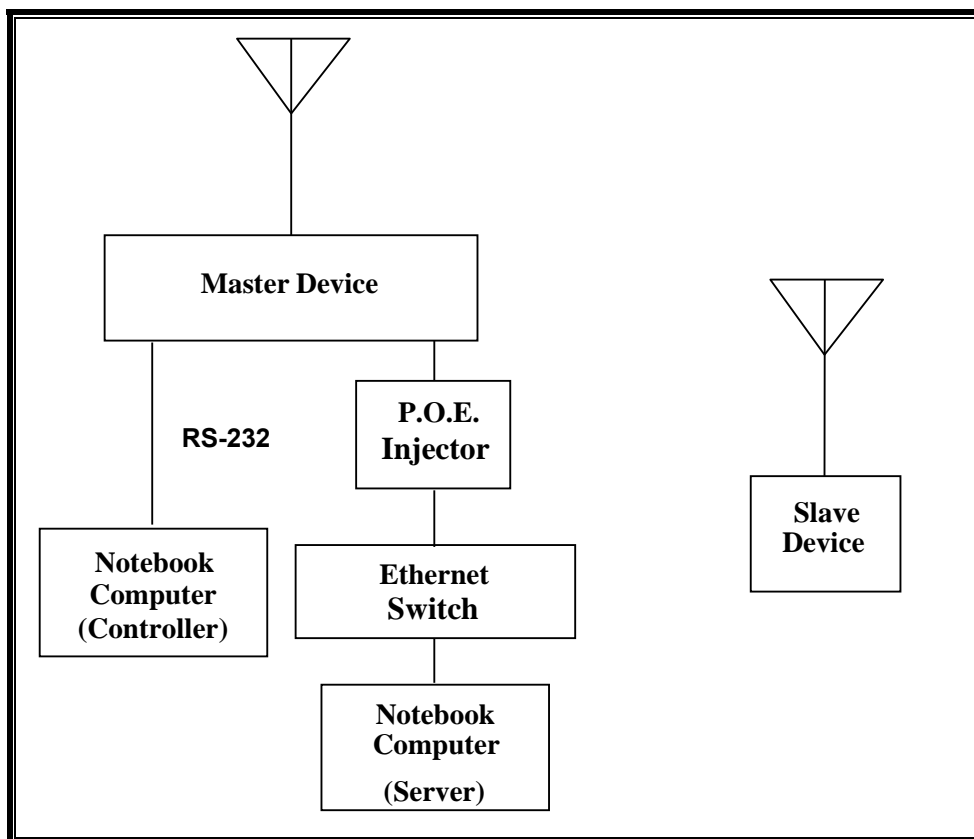 Master Device
P.O.E.
Injector
RS-232
Slave
Device
Notebook
Computer
(Controller)
Ethernet
Switch
Notebook
Computer
(Server)